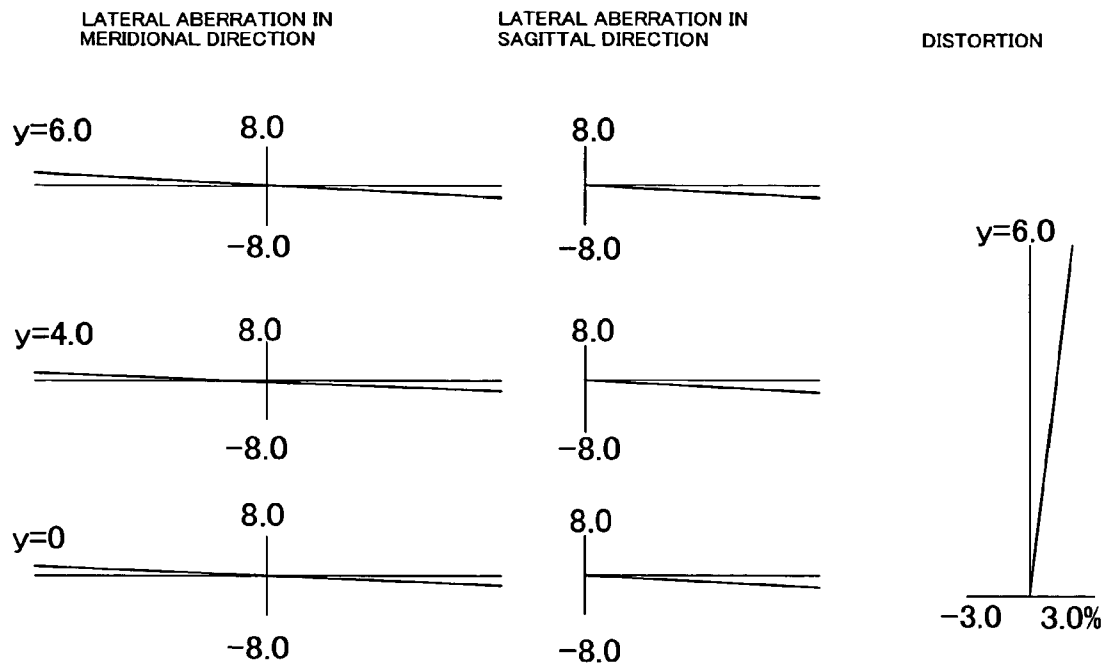 LATERAL ABERRATION IN
MERIDIONAL DIRECTION
LATERAL ABERRATION IN
SAGITTAL DIRECTION
DISTORTION
y=6.0
8.0
−8.0
8.0
−8.0
y=4.0
8.0
−8.0
8.0
−8.0
y=0
8.0
−8.0
8.0
−8.0
y=6.0
−3.0
3.0%